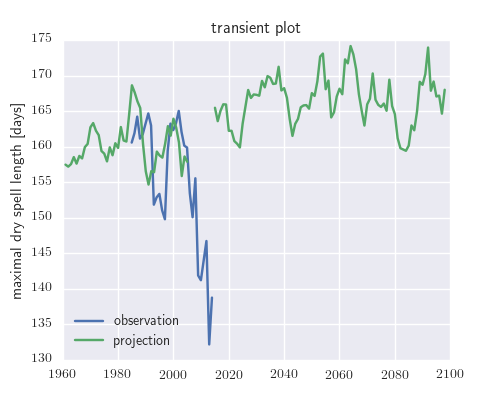 transient plot
maximal dry spell length [days]
175
170
165
160
155
150
145
140
135
130
observation
projection
1960 1980 2000 2020 2040 2060 2080 2100